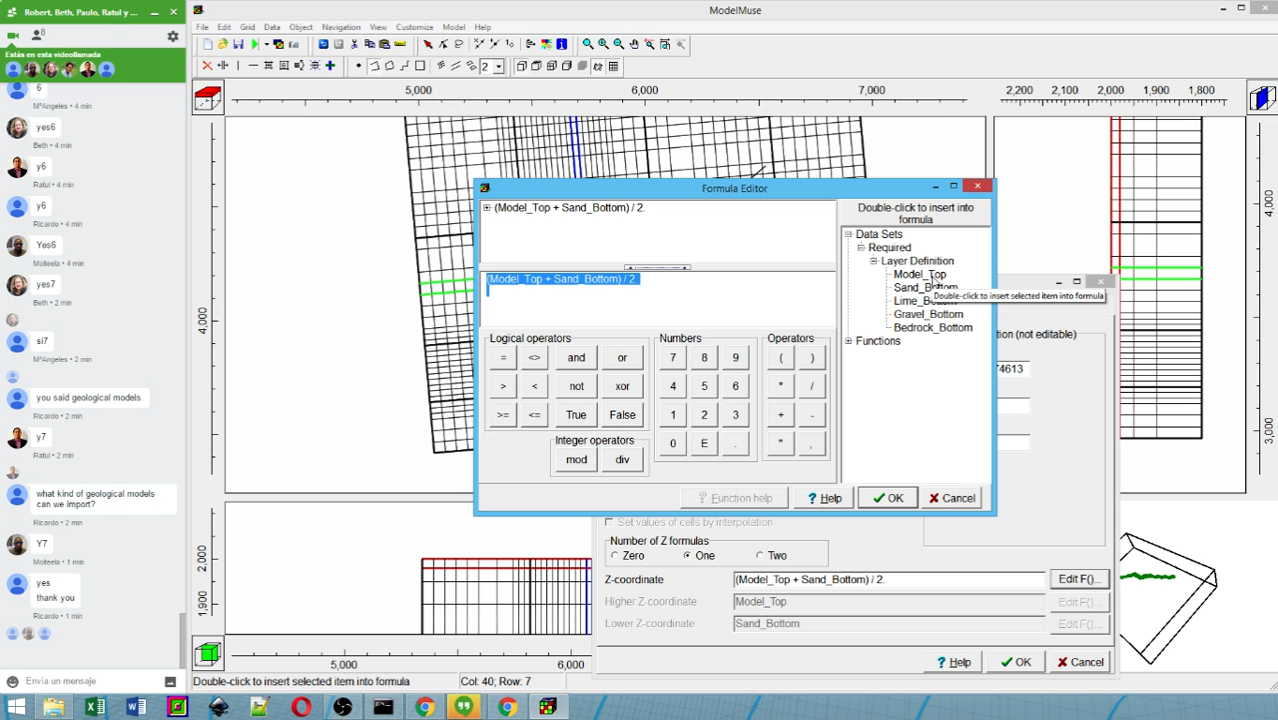 Robert, Beth, Paulo, Ratul y ...
8
Estás en esta videollamada
6
MªAngeles • 4 min
yes6
Beth • 4 min
y6
Ratul • 4 min
y6
Ricardo • 4 min
Yes6
Moiteela • 4 min
yes7
Beth • 2 min
si7
MªAngeles • 2 min
you said geological models
Ricardo • 2 min
y7
Ratul • 2 min
what kind of geological models
can we import?
Ricardo • 2 min
Y7
Moiteela • 1 min
yes
thank you
Ricardo • 1 min
Envía un mensaje
ModelMuse
File Edit Grid Data Object Navigation View Customize Model Help
2
5,000 6,000 7,000
2,200 2,100 2,000 1,900 1,800
4,000
4,000
3,000
2,000
1,900
5,000 6,000
Formula Editor
(Model_Top + Sand_Bottom) / 2.
(Model_Top + Sand_Bottom) / 2.
Logical operators
= <> and or
> < not xor
>= <= True False
Integer operators
mod div
Numbers
7 8 9
4 5 6
1 2 3
0 E .
Operators
( )
* /
+ -
" ,
Double-click to insert into
formula
Data Sets
Required
Layer Definition
Model_Top
Sand_Bottom
Double-click to insert selected item into formula
Gravel_Bottom
Bedrock_Bottom
Functions
Function help
Help
OK
Cancel
(not editable)
74613
Set values of cells by interpolation
Number of Z formulas
Zero One Two
Z-coordinate (Model_Top + Sand_Bottom) / 2. Edit F()...
Higher Z-coordinate Model_Top Edit F()...
Lower Z-coordinate Sand_Bottom Edit F()...
Help OK Cancel
Double-click to insert selected item into formula
Col: 40; Row: 7